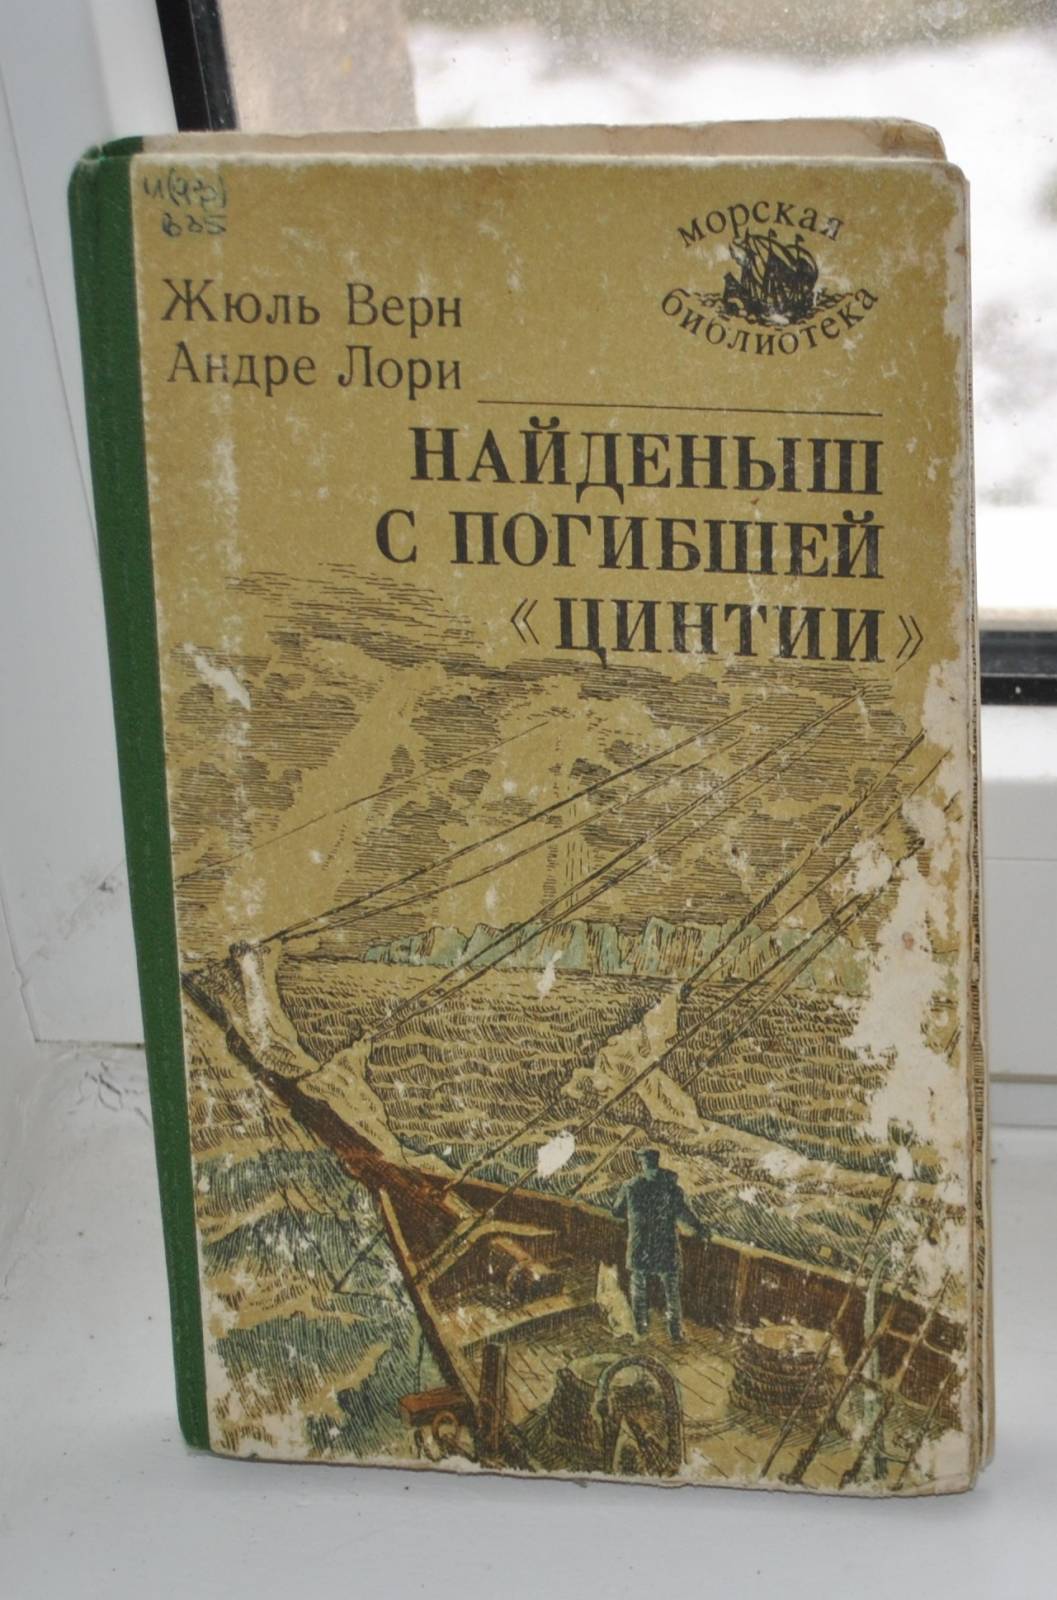 морская
библиотека
Жюль Верн
Андре Лори
НАЙДЕНЫШ
С ПОГИБШЕЙ
«ЦИНТИИ»